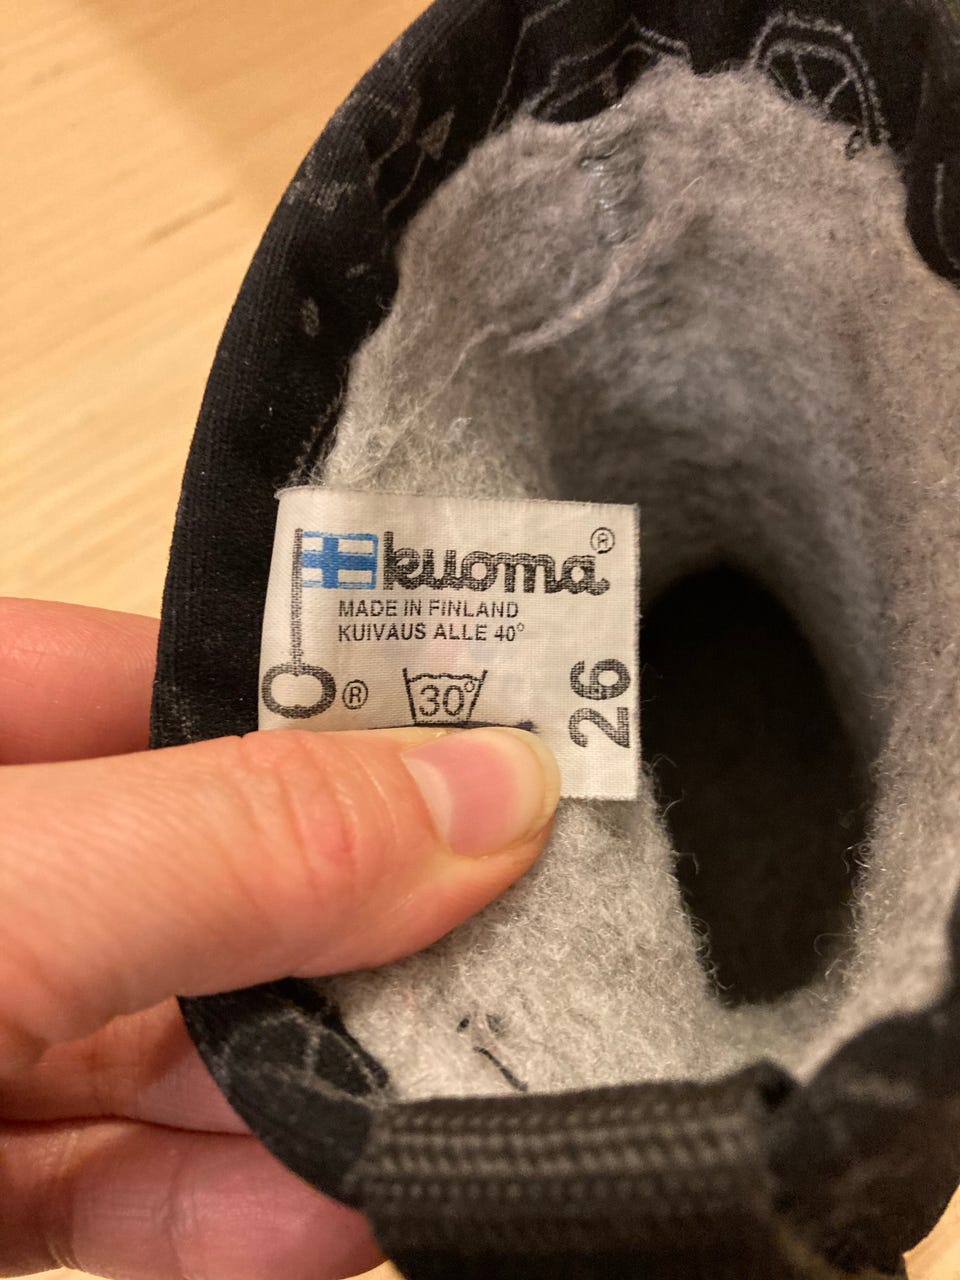 kuoma®
MADE IN FINLAND
KUIVAUS ALLE 40°
®
30°
26